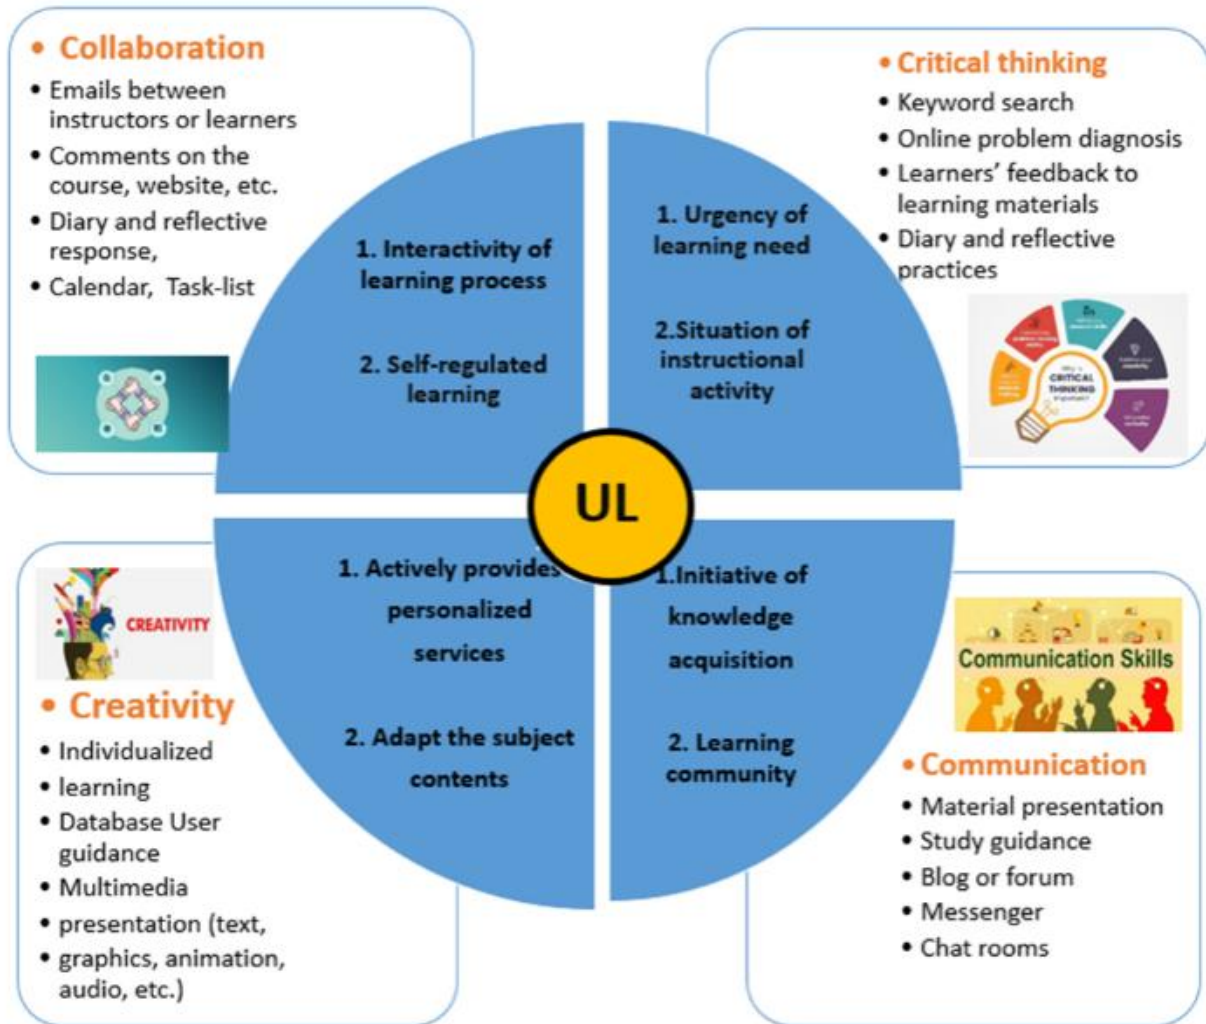 • Collaboration
• Emails between
instructors or learners
• Comments on the
course, website, etc.
• Diary and reflective
response,
• Calendar, Task-list
• Critical thinking
• Keyword search
• Online problem diagnosis
• Learners' feedback to
learning materials
• Diary and reflective
practices
CRITICAL
THINKING
1. Interactivity of
learning process
2. Self-regulated
learning
1. Urgency of
learning need
2.Situation of
instructional
activity
UL
1. Actively provides
personalized
services
2. Adapt the subject
contents
1.Initiative of
knowledge
acquisition
2. Learning
community
CREATIVITY
• Creativity
• Individualized
• learning
• Database User
guidance
• Multimedia
• presentation (text,
• graphics, animation,
audio, etc.)
Communication Skills
• Communication
• Material presentation
• Study guidance
• Blog or forum
• Messenger
• Chat rooms